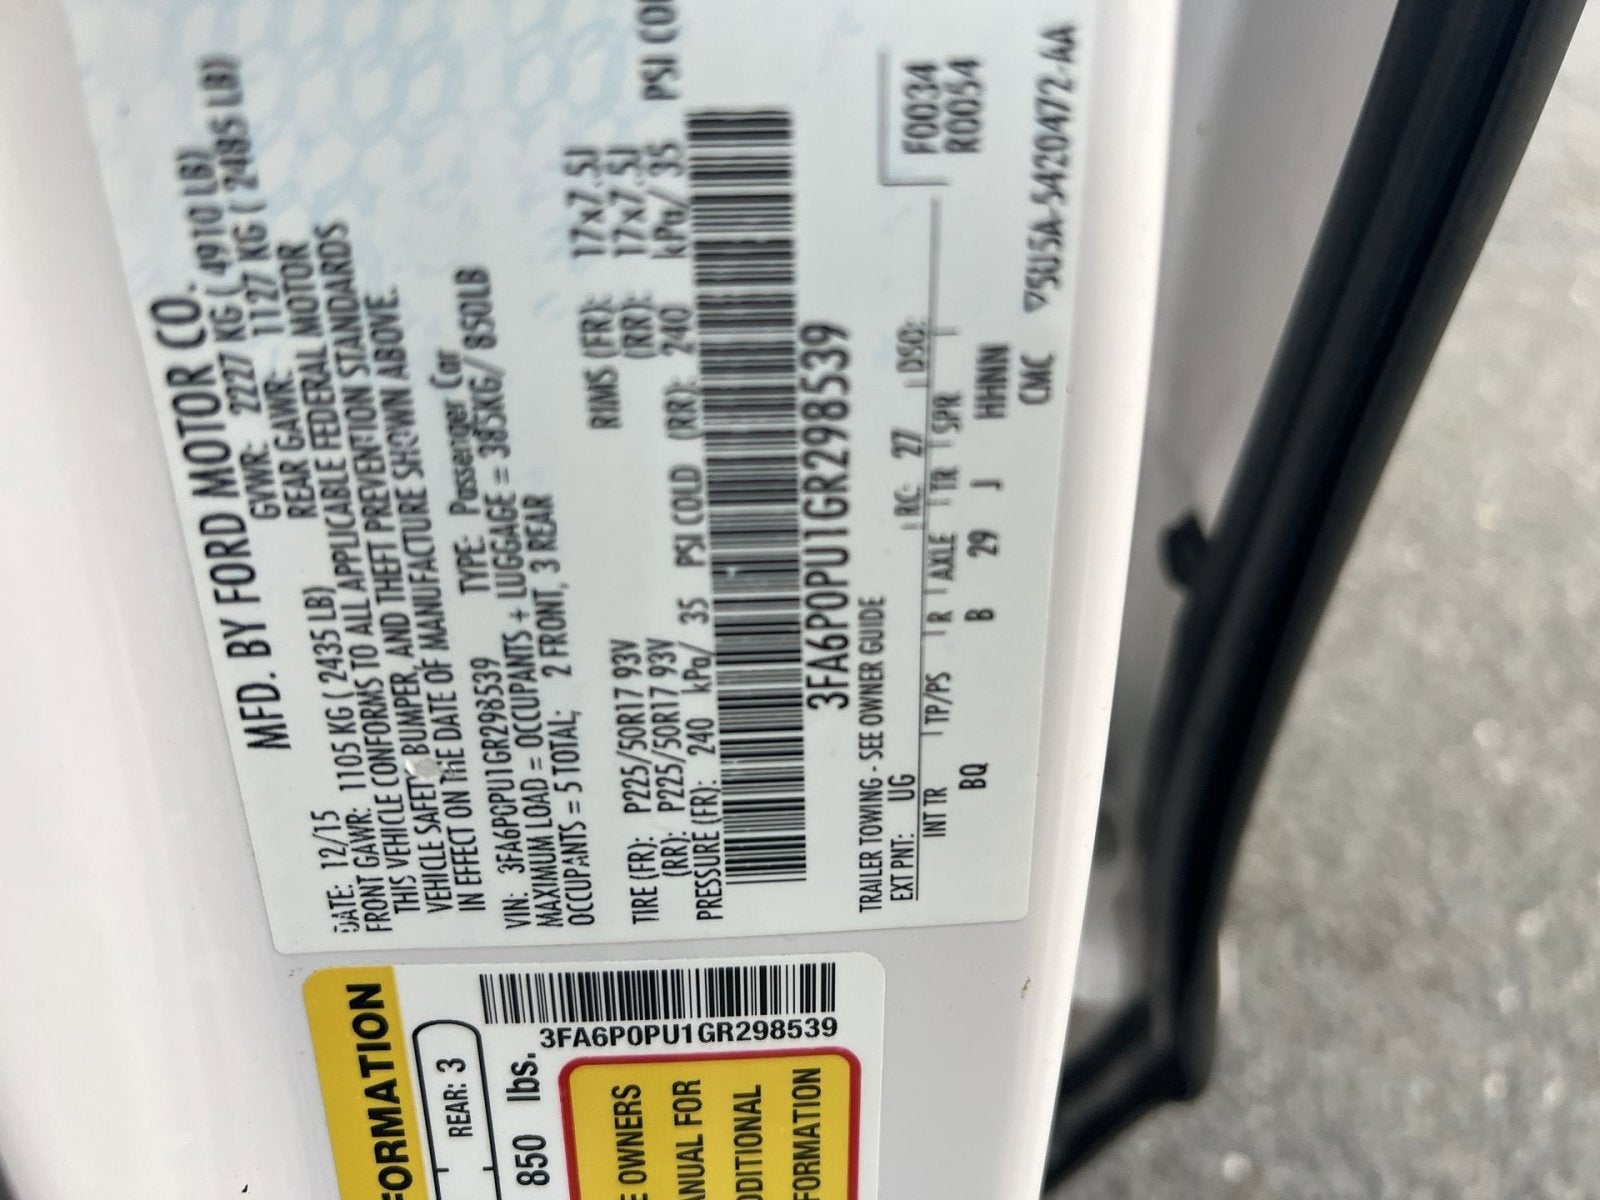 MFD. BY FORD MOTOR CO.
DATE: 12/15 GVWR: 2227 KG ( 4910 LB)
FRONT GAWR: 1105 KG ( 2435 LB) REAR GAWR: 1127 KG ( 2485 LB)
THIS VEHICLE CONFORMS TO ALL APPLICABLE FEDERAL MOTOR
VEHICLE SAFETY, BUMPER, AND THEFT PREVENTION STANDARDS
IN EFFECT ON THE DATE OF MANUFACTURE SHOWN ABOVE.
VIN: 3FA6P0PU1GR298539 TYPE: Passenger Car
MAXIMUM LOAD = OCCUPANTS + LUGGAGE = 385KG/ 850LB
OCCUPANTS = 5 TOTAL; 2 FRONT, 3 REAR
TIRE (FR): P225/50R17 93V RIMS (FR): 17x7.5J
(RR): P225/50R17 93V (RR): 17x7.5J
PRESSURE (FR): 240 kPa/ 35 PSI COLD (RR): 240 kPa/ 35 PSI
3FA6P0PU1GR298539
TRAILER TOWING - SEE OWNER GUIDE
F0034
R0054
EXT PNT: UG RC: 27 DSO:
INT TR TP/PS R AXLE TR SPR
BQ B 29 J HHNN
CMC
▽5U5A-5420472-AA
REAR: 3
850 lbs.
3FA6P0PU1GR298539
OWNERS
FOR